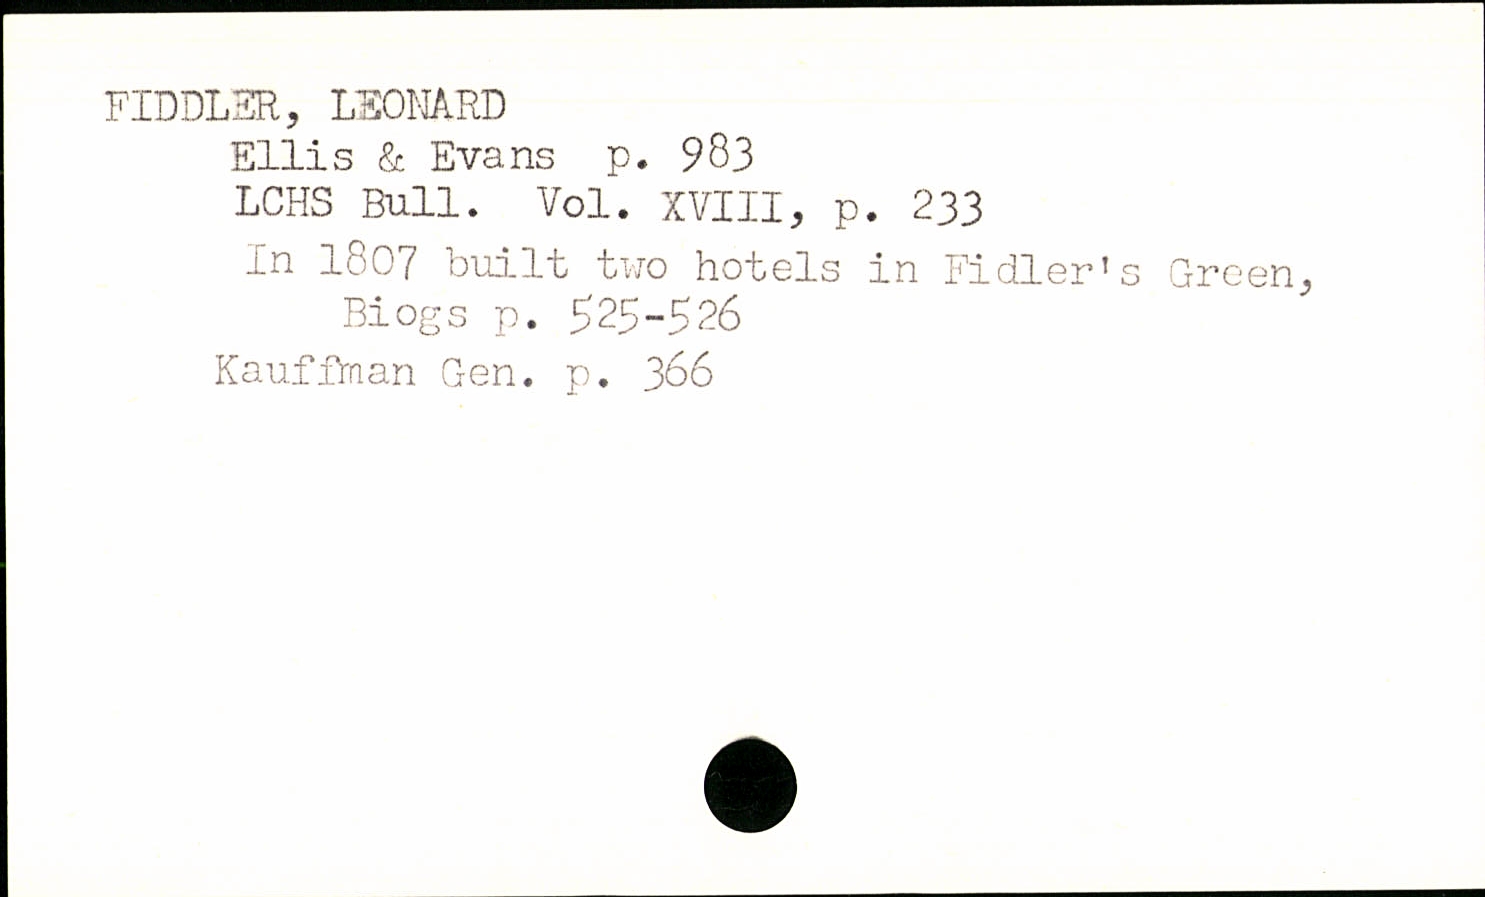 FIDDLER, LEONARD
Ellis & Evans p. 983
LCHS Bull. Vol. XVIII, p. 233
In 1807 built two hotels in Fidler's Green,
Biogs p. 525-526
Kauffman Gen. p. 366